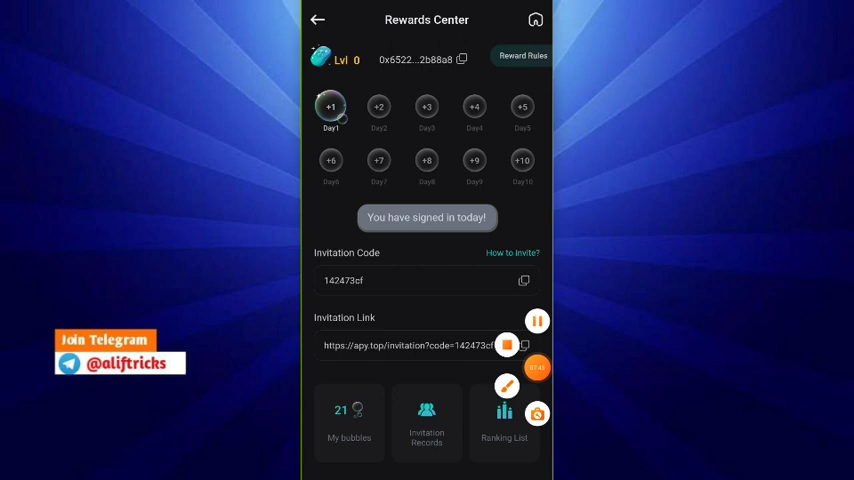 Rewards Center
Lvl 0 0x6522...2b88a8 Reward Rules
+1 +2 +3 +4 +5
Day1 Day2 Day3 Day4 Day5
+6 +7 +8 +9 +10
Day6 Day7 Day8 Day9 Day10
You have signed in today!
Invitation Code How to Invite?
142473cf
Invitation Link
https://apy.top/invitation?code=142473cf
Join Telegram
@aliftricks
21
My bubbles
Invitation
Records
Ranking List